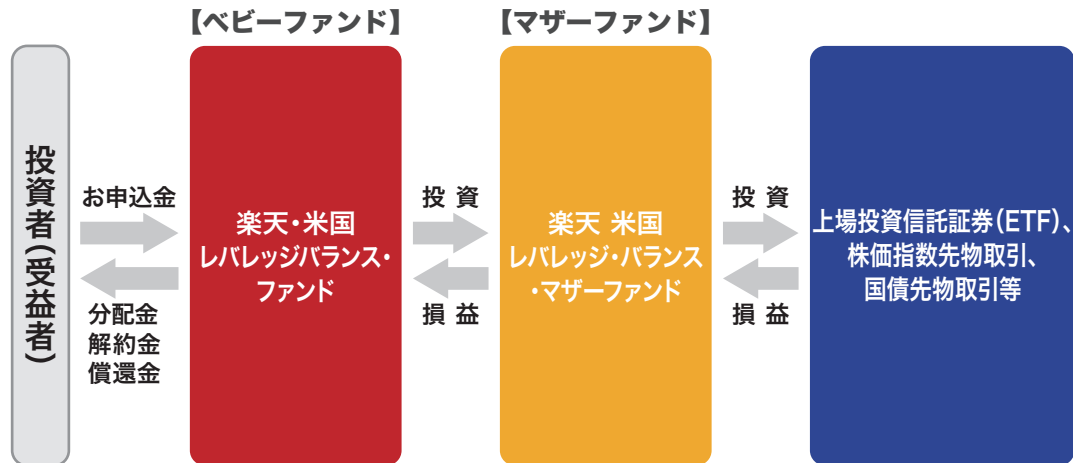 【ベビーファンド】
【マザーファンド】
投資者(受益者)
お申込金
分配金
解約金
償還金
楽天・米国
レバレッジバランス・
ファンド
投 資
損 益
楽天 米国
レバレッジ・バランス
・マザーファンド
投 資
損 益
上場投資信託証券(ETF)、
株価指数先物取引、
国債先物取引等